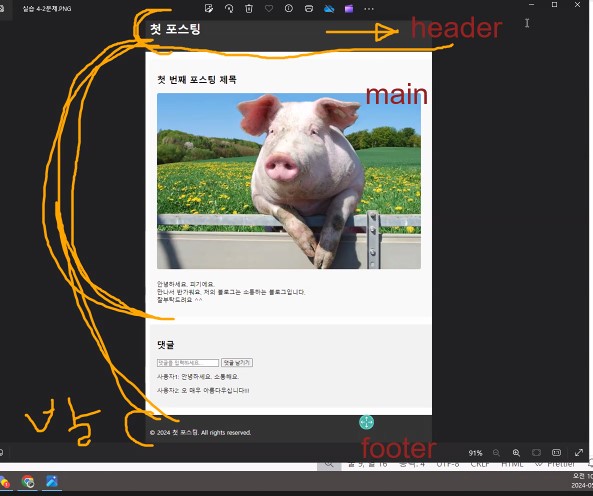 실습 4-2문제.PNG
첫 포스팅
header
첫 번째 포스팅 제목
main
안녕하세요. 피기에요.
만나서 반가워요. 저의 블로그는 소통하는 블로그입니다.
잘부탁드려요 ^^
댓글
댓글을 입력하세요. 댓글 남기기
사용자1: 안녕하세요. 소통해요.
사용자2: 오 매우 아름다우십니다!!!
© 2024 첫 포스팅. All rights reserved.
footer
91%
줄 9, 열 16 공백: 4 UTF-8 CRLF HTML Prettier
오전 10
2024-05